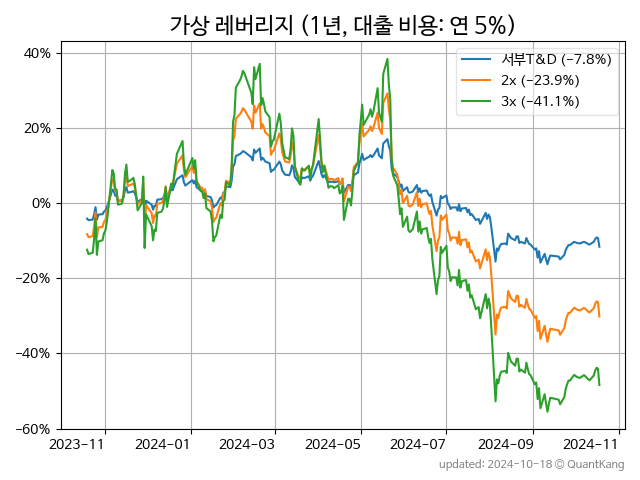 가상 레버리지 (1년, 대출 비용: 연 5%)
서부T&D (−7.8%)
2x (−23.9%)
3x (−41.1%)
40%
20%
0%
−20%
−40%
−60%
2023-11 2024-01 2024-03 2024-05 2024-07 2024-09 2024-11
updated: 2024-10-18 © QuantKang